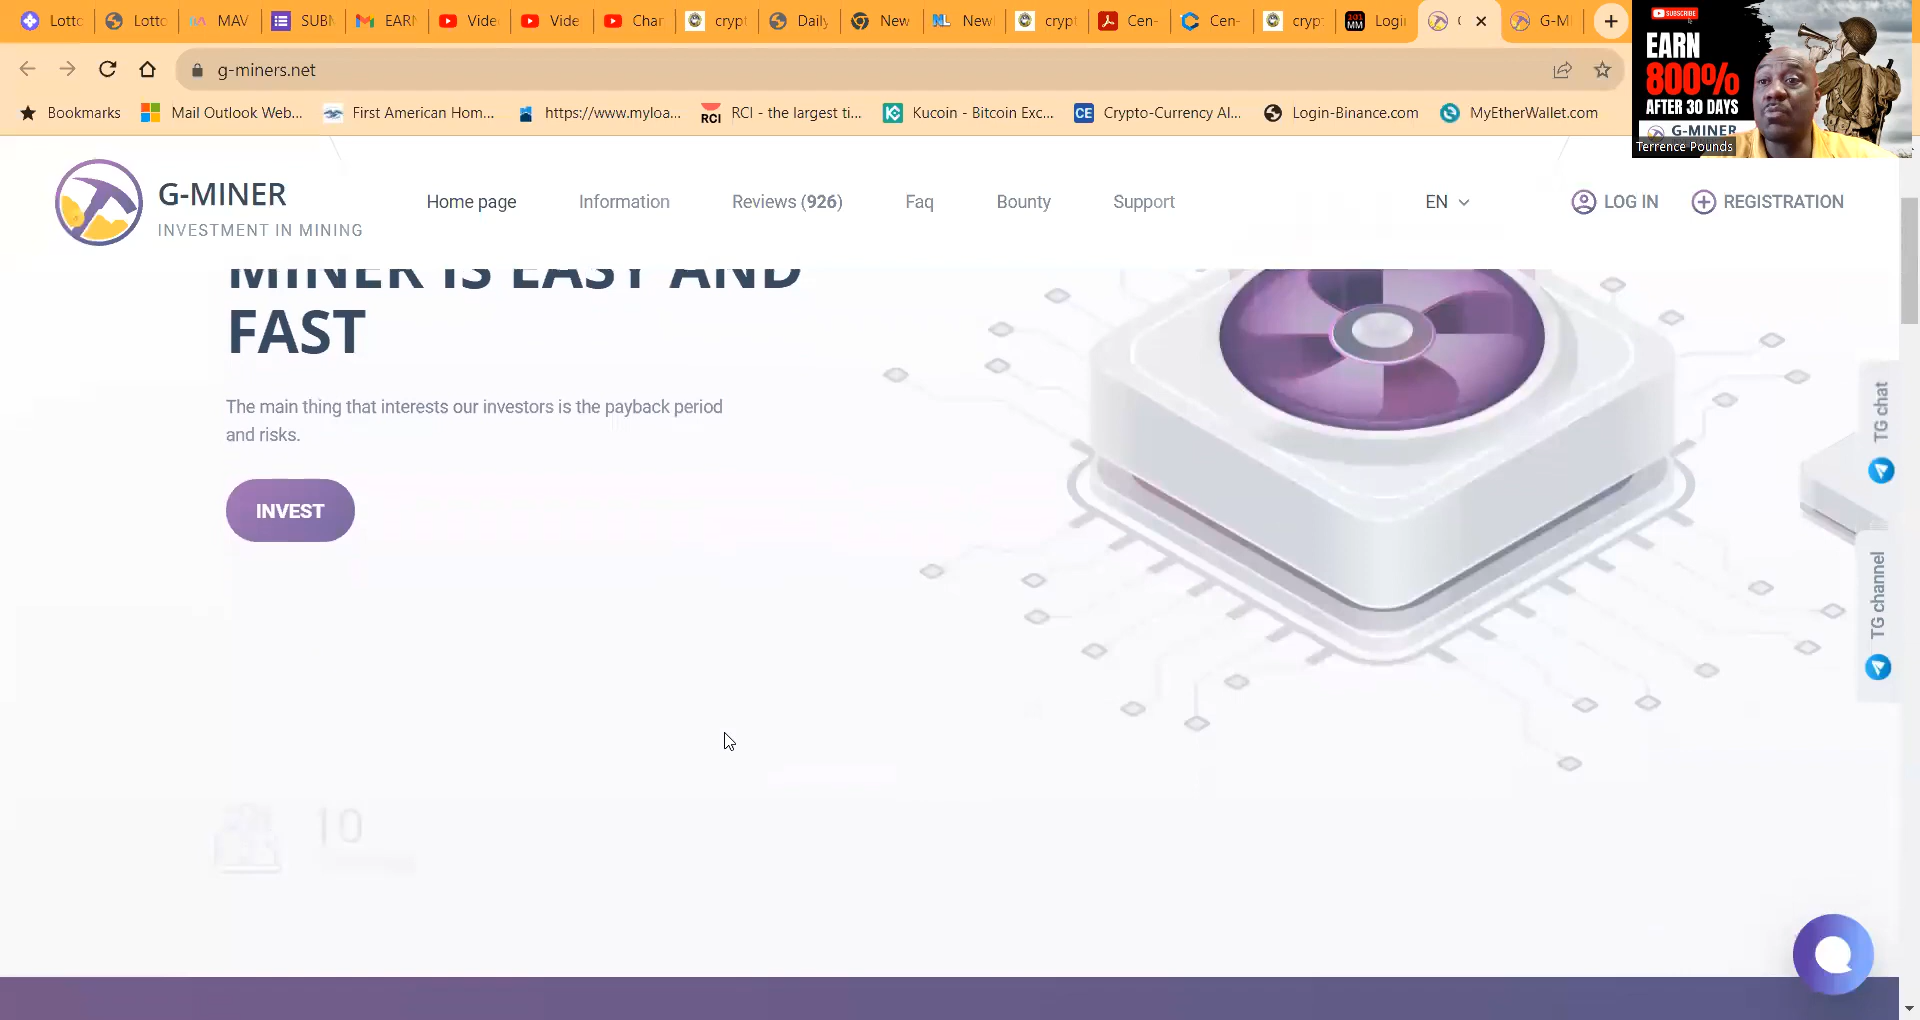 Lotto
Lotto
MAV
SUBM
EARN
Vide
Vide
Char
cryp
Daily
New
New
cryp
Cen-
Cen-
cryp
Login
G-MI
g-miners.net
Bookmarks
Mail Outlook Web...
First American Hom...
https://www.myloa...
RCI - the largest ti...
Kucoin - Bitcoin Exc...
Crypto-Currency Al...
Login-Binance.com
MyEtherWallet.com
SUBSCRIBE
EARN
800%
AFTER 30 DAYS
G-MINER
Terrence Pounds
G-MINER
INVESTMENT IN MINING
Home page
Information
Reviews (926)
Faq
Bounty
Support
EN
LOG IN
REGISTRATION
MINER IS EASY AND
FAST
The main thing that interests our investors is the payback period
and risks.
INVEST
TG chat
TG channel
10